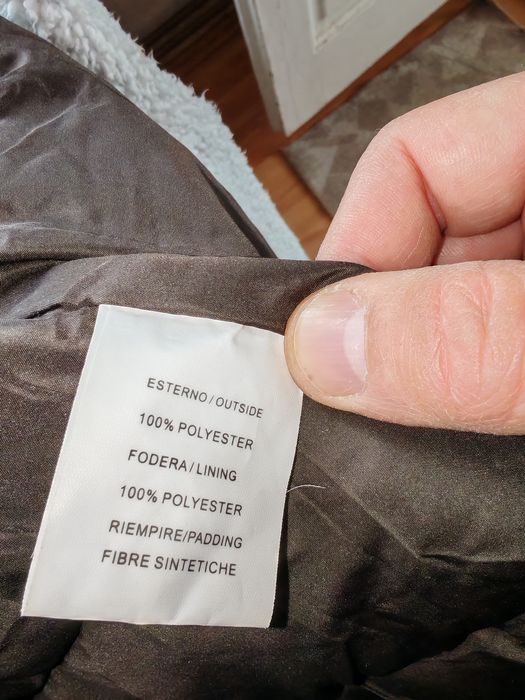 ESTERNO/OUTSIDE
100% POLYESTER
FODERA/LINING
100% POLYESTER
RIEMPIRE/PADDING
FIBRE SINTETICHE